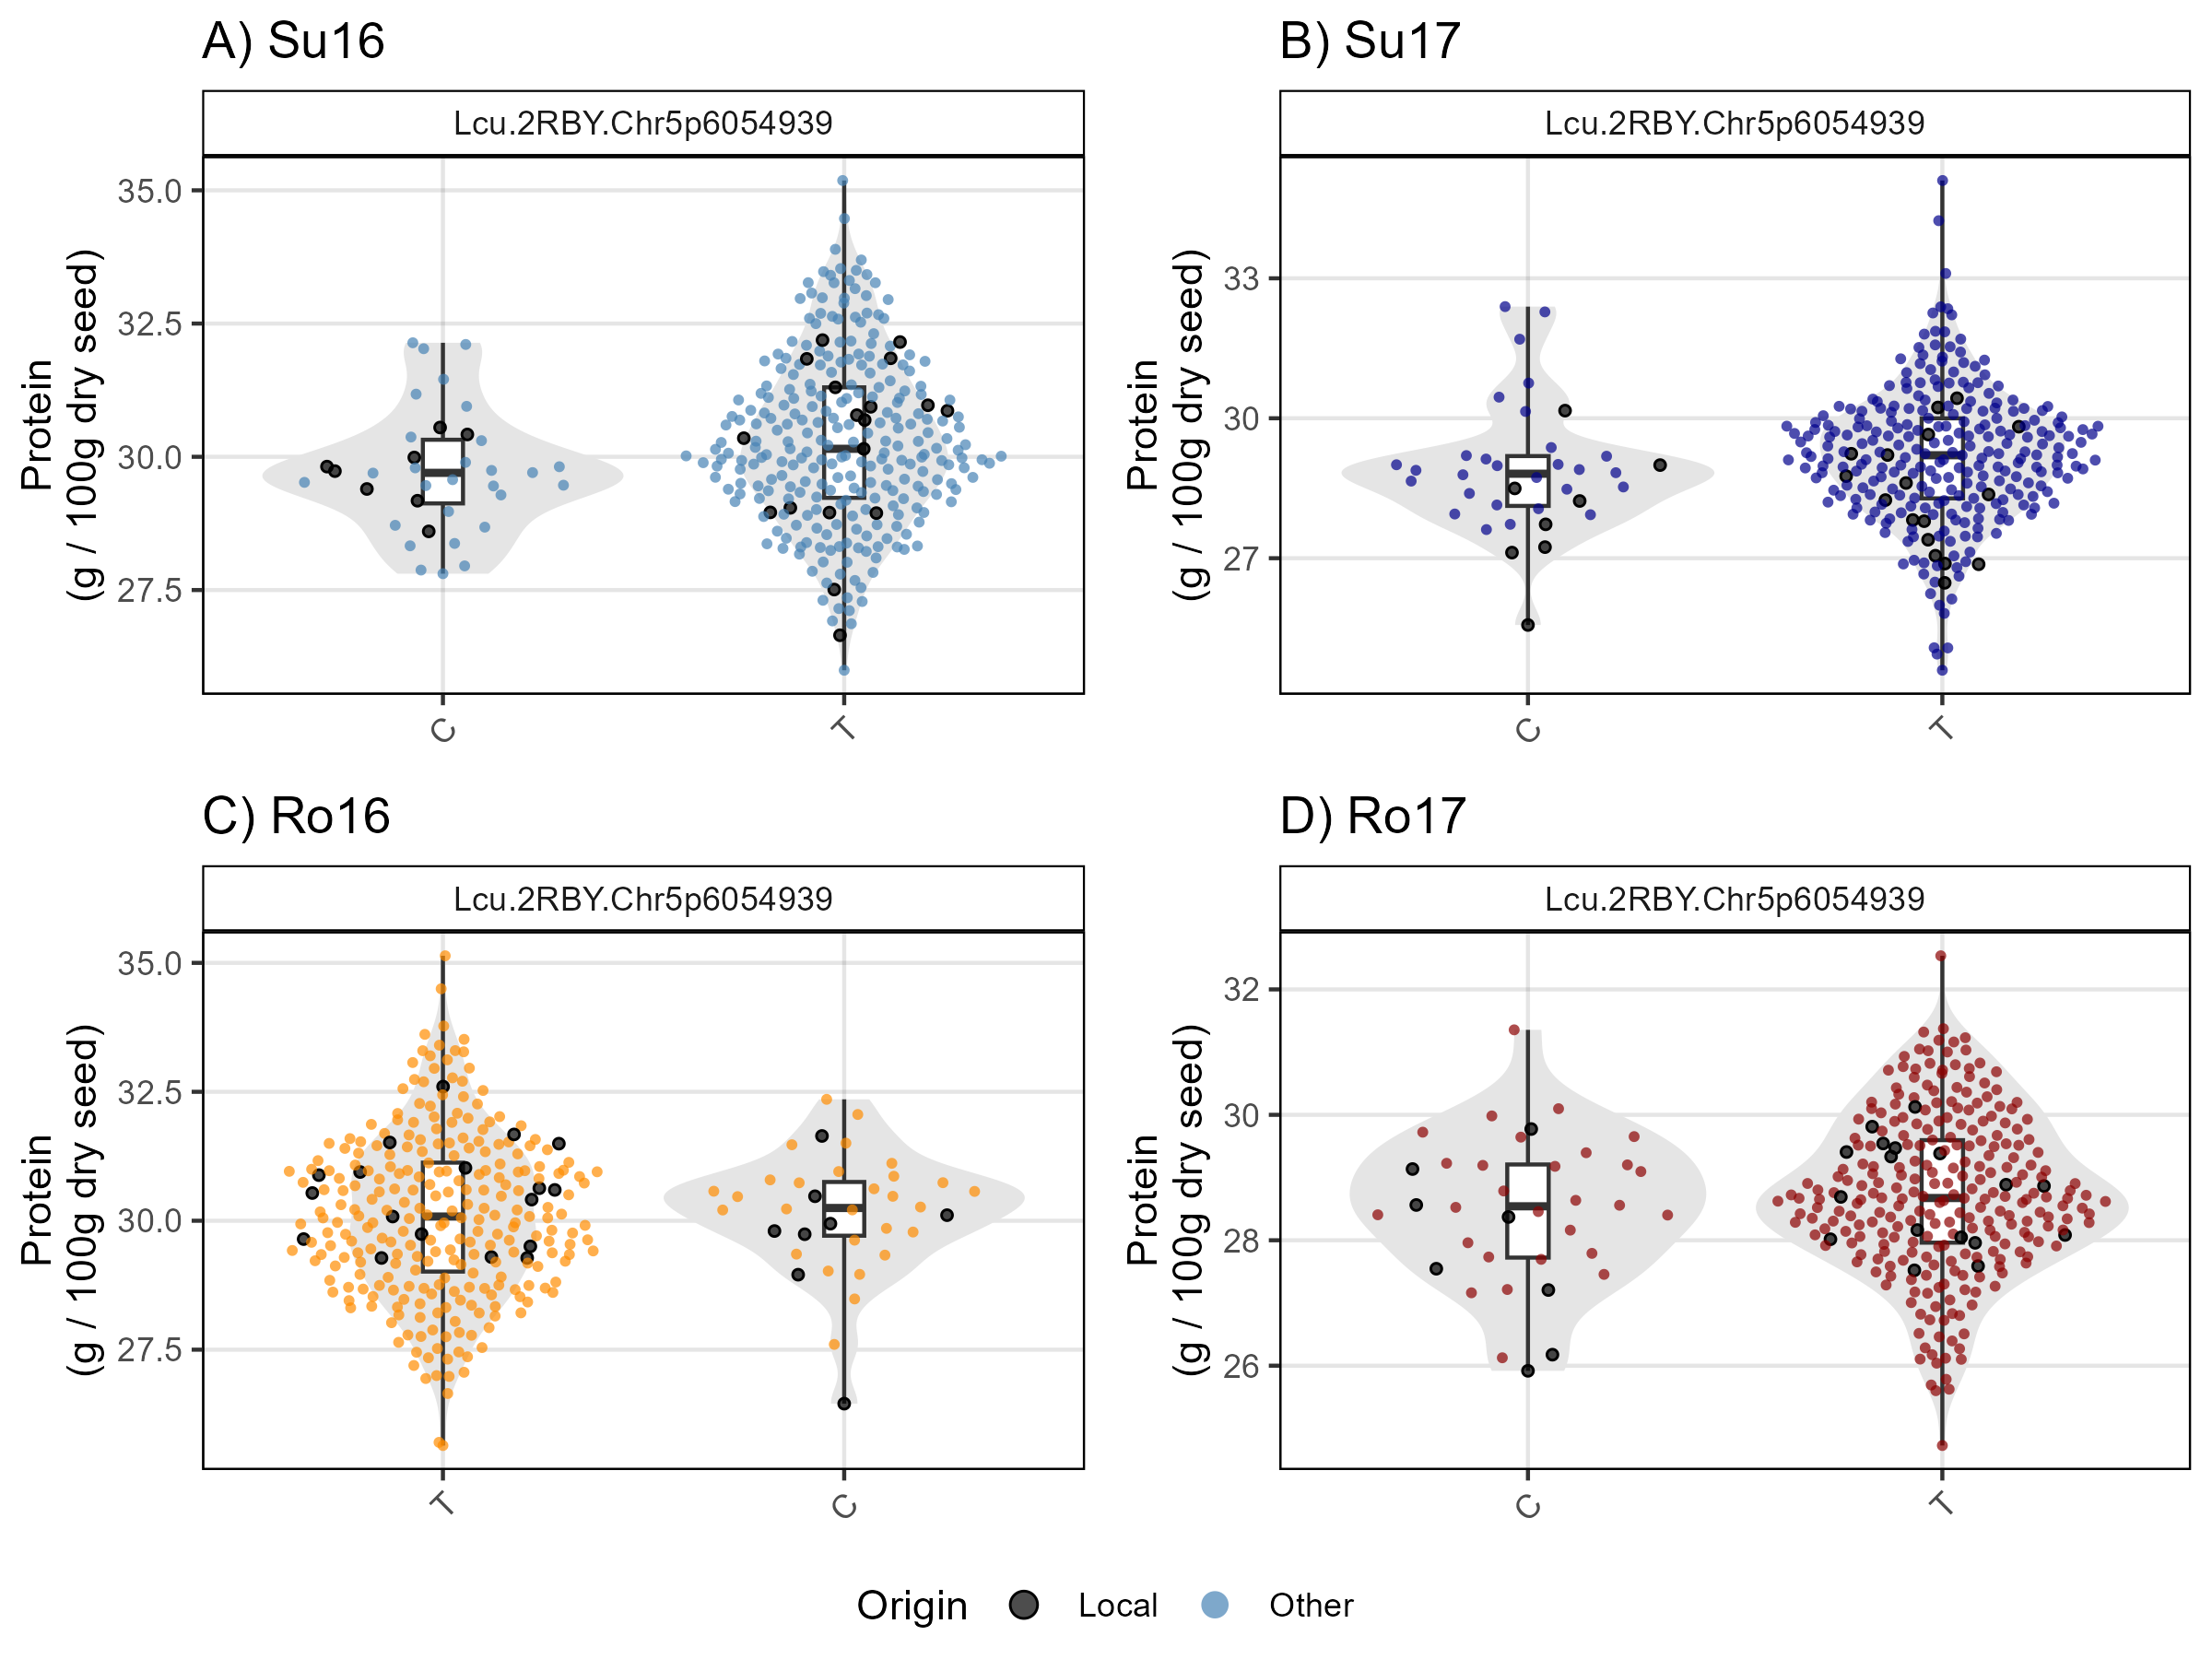 A) Su16
Lcu.2RBY.Chr5p6054939
Protein
(g / 100g dry seed)
35.0
32.5
30.0
27.5
C
T
B) Su17
Lcu.2RBY.Chr5p6054939
Protein
(g / 100g dry seed)
33
30
27
C
T
C) Ro16
Lcu.2RBY.Chr5p6054939
Protein
(g / 100g dry seed)
35.0
32.5
30.0
27.5
T
C
D) Ro17
Lcu.2RBY.Chr5p6054939
Protein
(g / 100g dry seed)
32
30
28
26
C
T
Origin Local Other